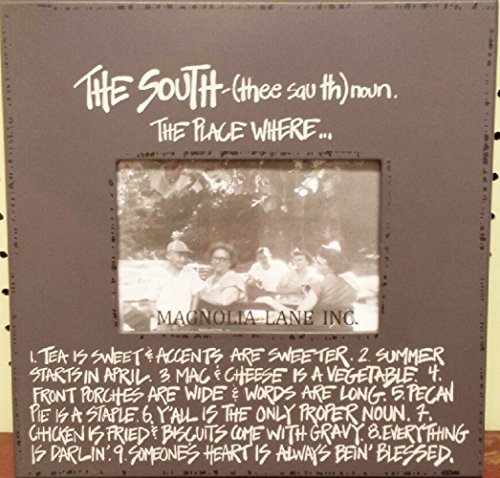 THE SOUTH-(thee sau th) noun.
THE PLACE WHERE...
MAGNOLIA LANE INC.
1. TEA IS SWEET & ACCENTS ARE SWEETER. 2. SUMMER
STARTS IN APRIL. 3 MAC & CHEESE IS A VEGETABLE. 4.
FRONT PORCHES ARE WIDE & WORDS ARE LONG. 5. PECAN
PIE IS A STAPLE. 6. Y'ALL IS THE ONLY PROPER NOUN. 7.
CHICKEN IS FRIED & BISCUITS COME WITH GRAVY. 8. EVERYTHING
IS DARLIN'. 9 SOMEONE'S HEART IS ALWAYS BEIN' BLESSED.